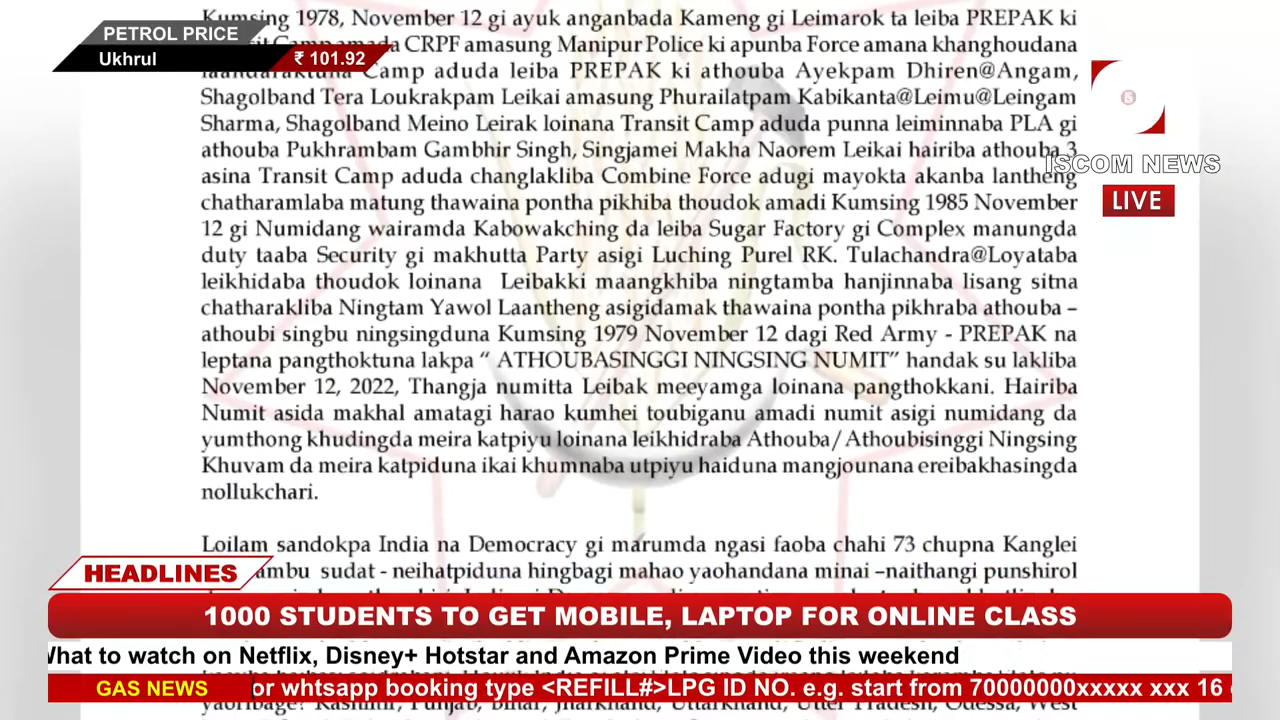 Kumsing 1978, November 12 gi ayuk anganbada Kameng gi Leimarok ta leiba PREPAK ki
PETROL PRICE
CRPF amasung Manipur Police ki apunba Force amana khanghoudana
Ukhrul ₹ 101.92
Camp aduda leiba PREPAK ki athouba Ayekpam Dhiren@Angam,
Shagolband Tera Loukrakpam Leikai amasung Phurailatpam Kabikanta@Leimu@Leingam
Sharma, Shagolband Meino Leirak loinana Transit Camp aduda punna leiminnaba PLA gi
athouba Pukhrambam Gambhir Singh, Singjamei Makha Naorem Leikai hairiba athouba 3
ISCOM NEWS
asina Transit Camp aduda changlakliba Combine Force adugi mayokta akanba lantheng
LIVE
chatharamlaba matung thawaina pontha pikhiba thoudok amadi Kumsing 1985 November
12 gi Numidang wairamda Kabowakching da leiba Sugar Factory gi Complex manungda
duty taaba Security gi makhutta Party asigi Luching Purel RK. Tulachandra@Loyataba
leikhidaba thoudok loinana Leibakki maangkhiba ningtamba hanjinnaba lisang sitna
chatharakliba Ningtam Yawol Laantheng asigidamak thawaina pontha pikhraba athouba –
athoubi singbu ningsingduna Kumsing 1979 November 12 dagi Red Army - PREPAK na
leptana pangthoktuna lakpa “ ATHOUBASINGGI NINGSING NUMIT” handak su lakliba
November 12, 2022, Thangja numitta Leibak meeyamga loinana pangthokkani. Hairiba
Numit asida makhal amatagi harao kumhei toubiganu amadi numit asigi numidang da
yumthong khudingda meira katpiyu loinana leikhidraba Athouba/Athoubisinggi Ningsing
Khuvam da meira katpiduna ikai khumnaba utpiyu haiduna mangjounana ereibakhasingda
nollukchari.
Loilam sandokpa India na Democracy gi marumda ngasi faoba chahi 73 chupna Kanglei
HEADLINES
sudat - neihatpiduna hingbagi mahao yaohandana minai –naithangi punshirol
1000 STUDENTS TO GET MOBILE, LAPTOP FOR ONLINE CLASS
What to watch on Netflix, Disney+ Hotstar and Amazon Prime Video this weekend
GAS NEWS or whtsapp booking type <REFILL#>LPG ID NO. e.g. start from 70000000xxxxx xxx 16
yaoribage? Kashmir, Punjab, Bihar, Jharkhand, Uttarkhand, Utter Pradesh, Odessa, West